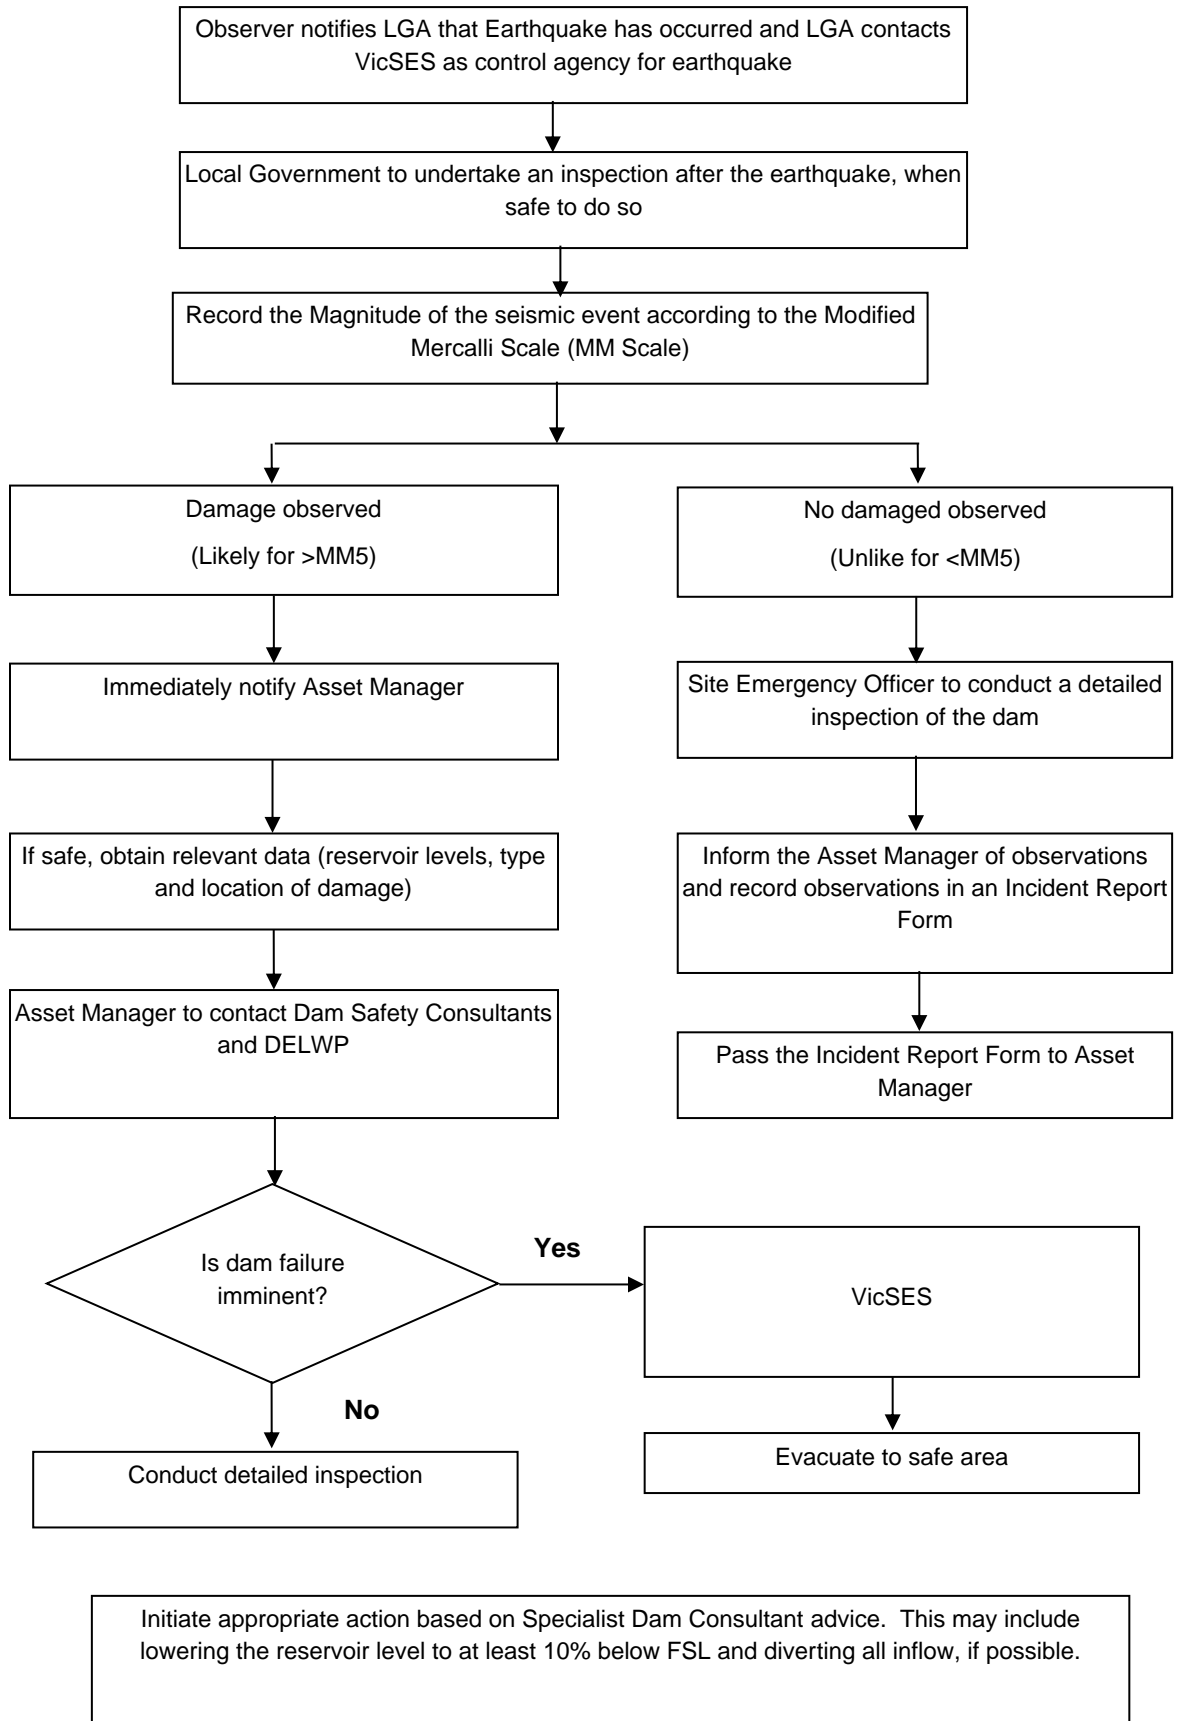 Observer notifies LGA that Earthquake has occurred and LGA contacts
VicSES as control agency for earthquake
Local Government to undertake an inspection after the earthquake, when
safe to do so
Record the Magnitude of the seismic event according to the Modified
Mercalli Scale (MM Scale)
Damage observed
(Likely for >MM5)
No damaged observed
(Unlike for <MM5)
Immediately notify Asset Manager
Site Emergency Officer to conduct a detailed
inspection of the dam
If safe, obtain relevant data (reservoir levels, type
and location of damage)
Inform the Asset Manager of observations
and record observations in an Incident Report
Form
Asset Manager to contact Dam Safety Consultants
and DELWP
Pass the Incident Report Form to Asset
Manager
Is dam failure
imminent?
Yes
VicSES
No
Evacuate to safe area
Conduct detailed inspection
Initiate appropriate action based on Specialist Dam Consultant advice.  This may include
lowering the reservoir level to at least 10% below FSL and diverting all inflow, if possible.